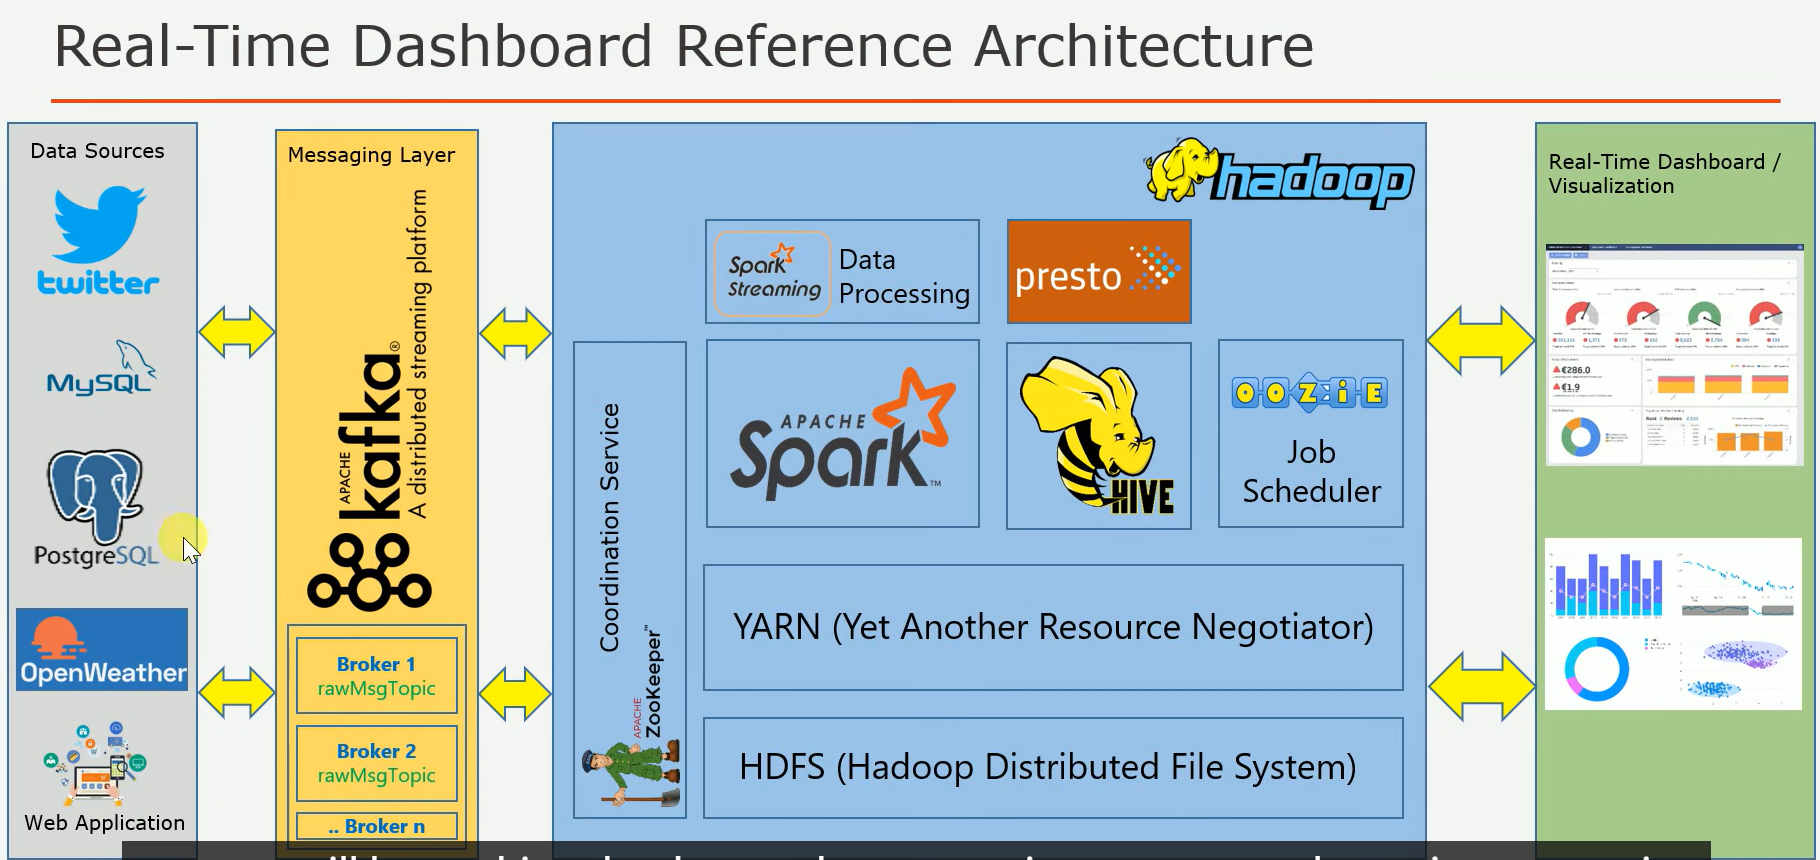 Real-Time Dashboard Reference Architecture
Data Sources
twitter
MySQL
PostgreSQL
OpenWeather
Web Application
Messaging Layer
APACHE
kafka®
A distributed streaming platform
Broker 1
rawMsgTopic
Broker 2
rawMsgTopic
.. Broker n
hadoop
Spark
Streaming
Data
Processing
presto
Coordination Service
APACHE
ZooKeeper™
APACHE
Spark™
HIVE
OOZiE
Job
Scheduler
YARN (Yet Another Resource Negotiator)
HDFS (Hadoop Distributed File System)
Real-Time Dashboard /
Visualization
€286.0
€1.9